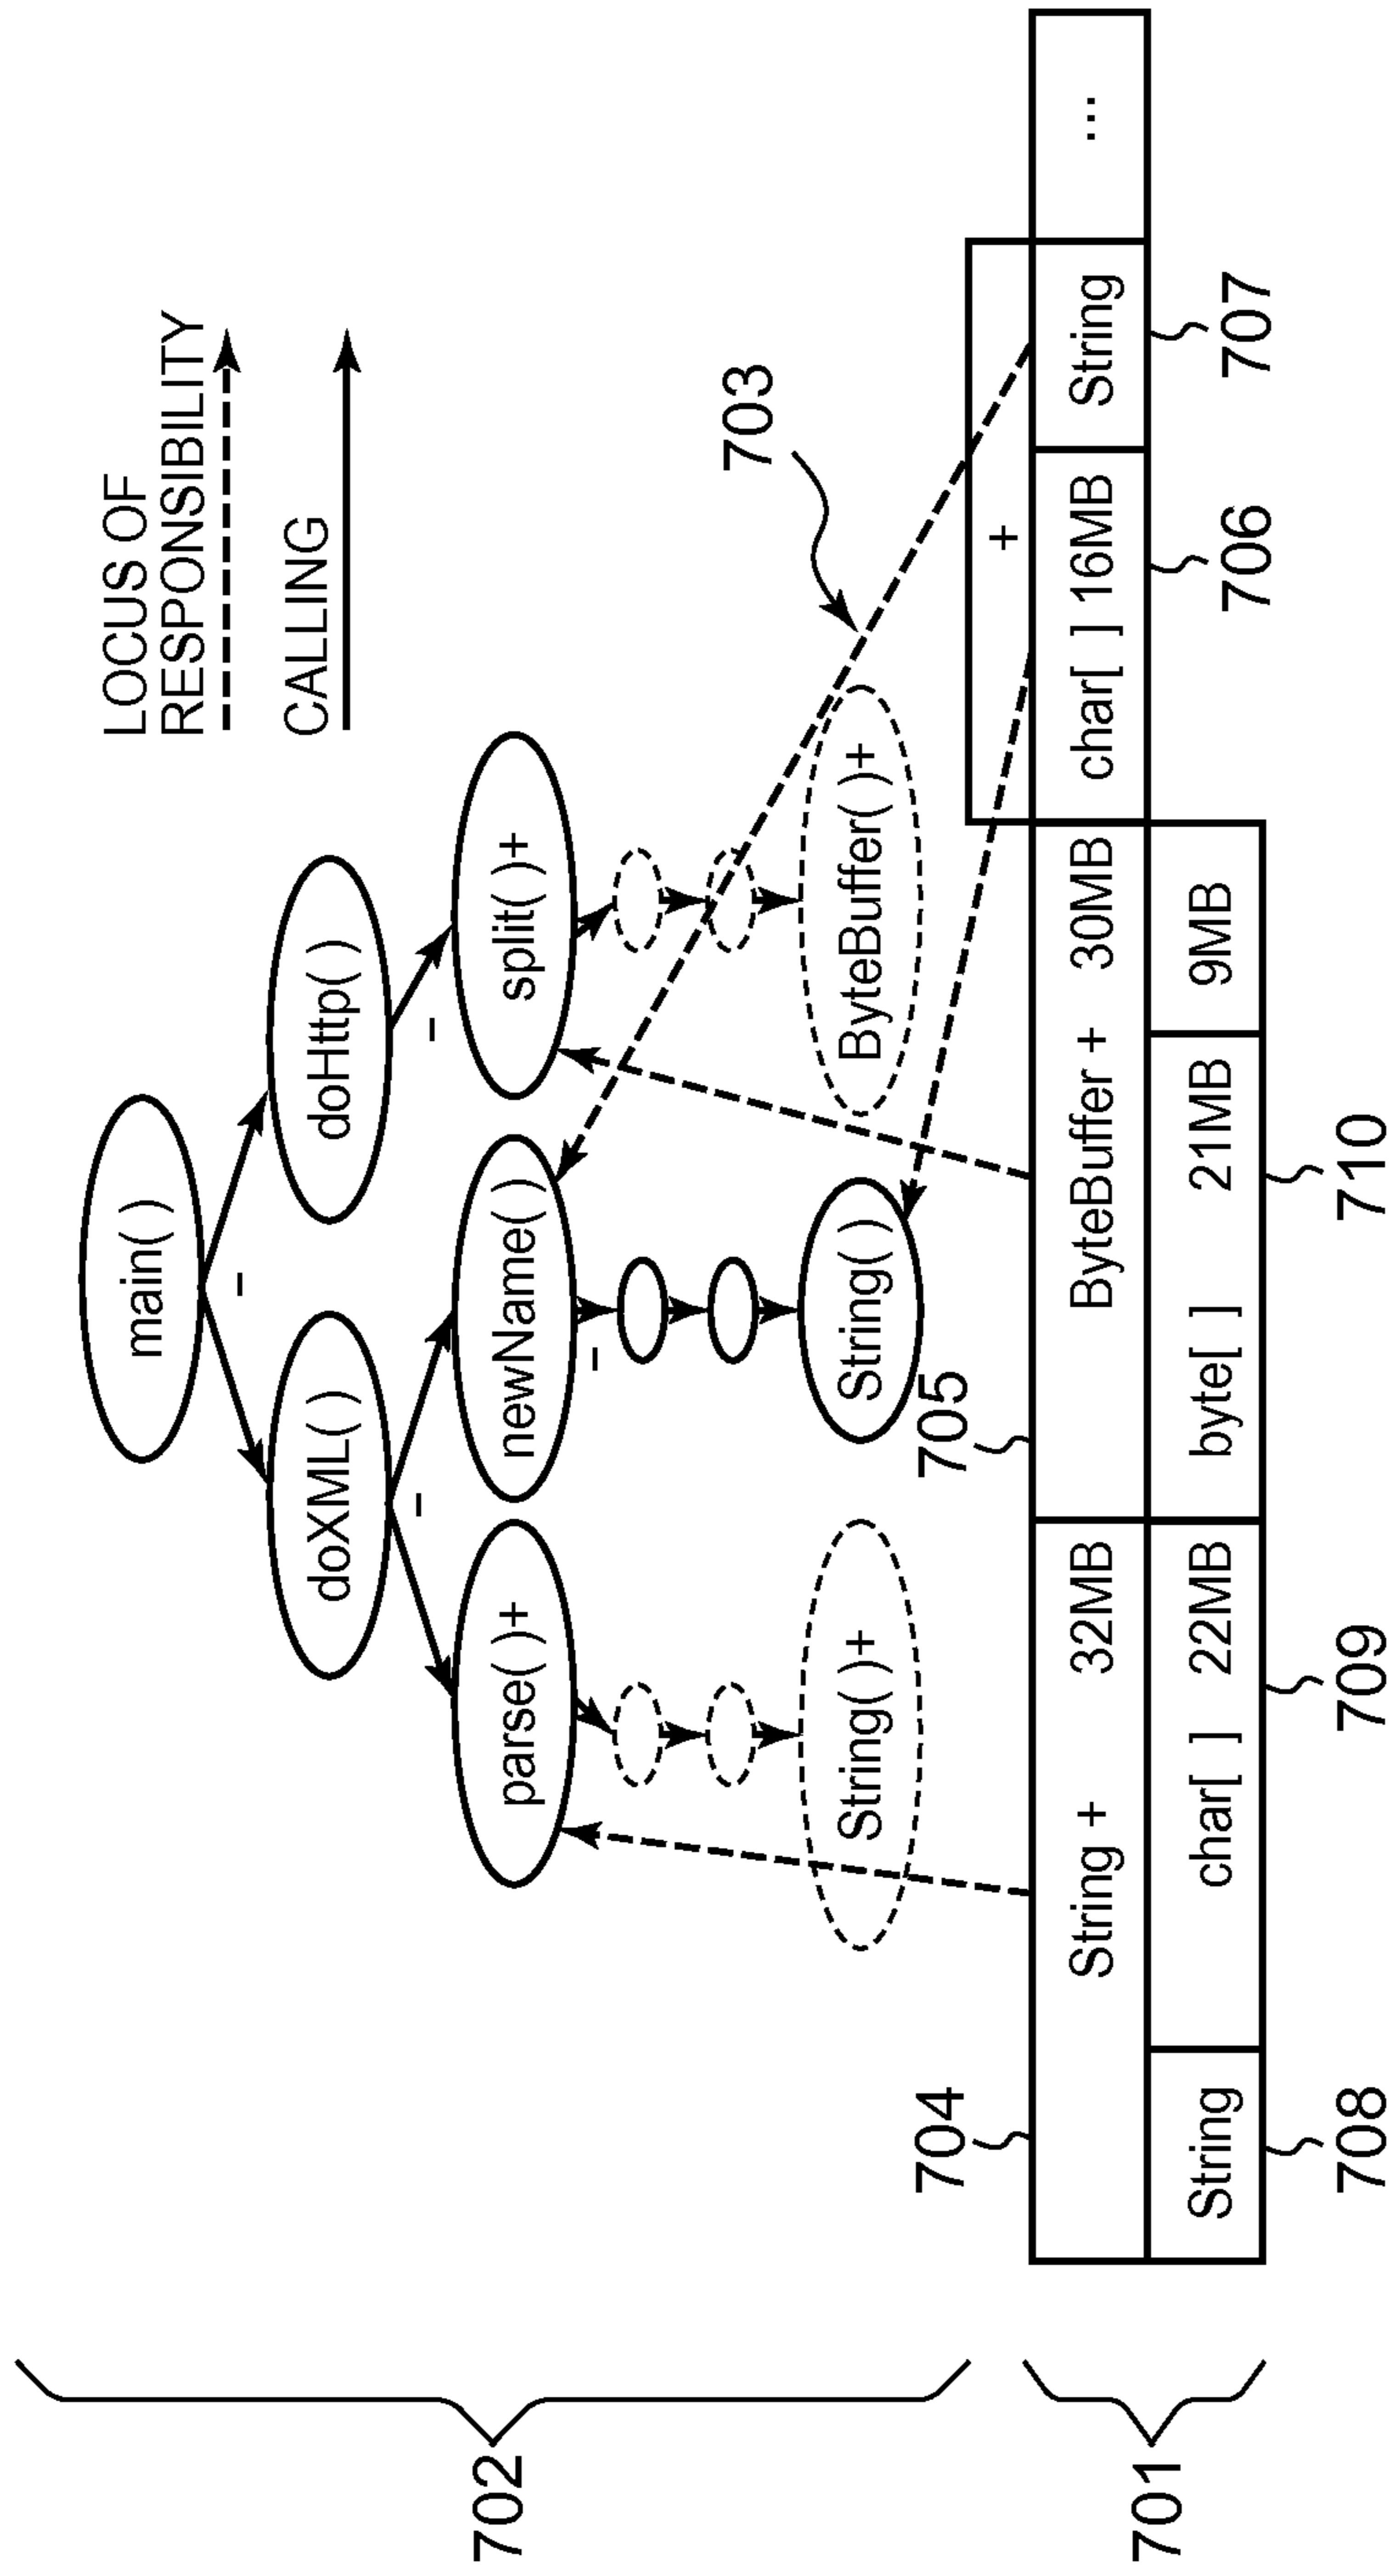 LOCUS OF
RESPONSIBILITY
CALLING
main( )
–
doXML( )
doHttp( )
–
–
parse( )+
newName( )
split( )+
–
702
703
String( )+
String( )
ByteBuffer( )+
704
705
+
String +
32MB
ByteBuffer +
30MB
char[ ]
16MB
String
...
701
String
char[ ]
22MB
byte[ ]
21MB
9MB
706
707
708
709
710